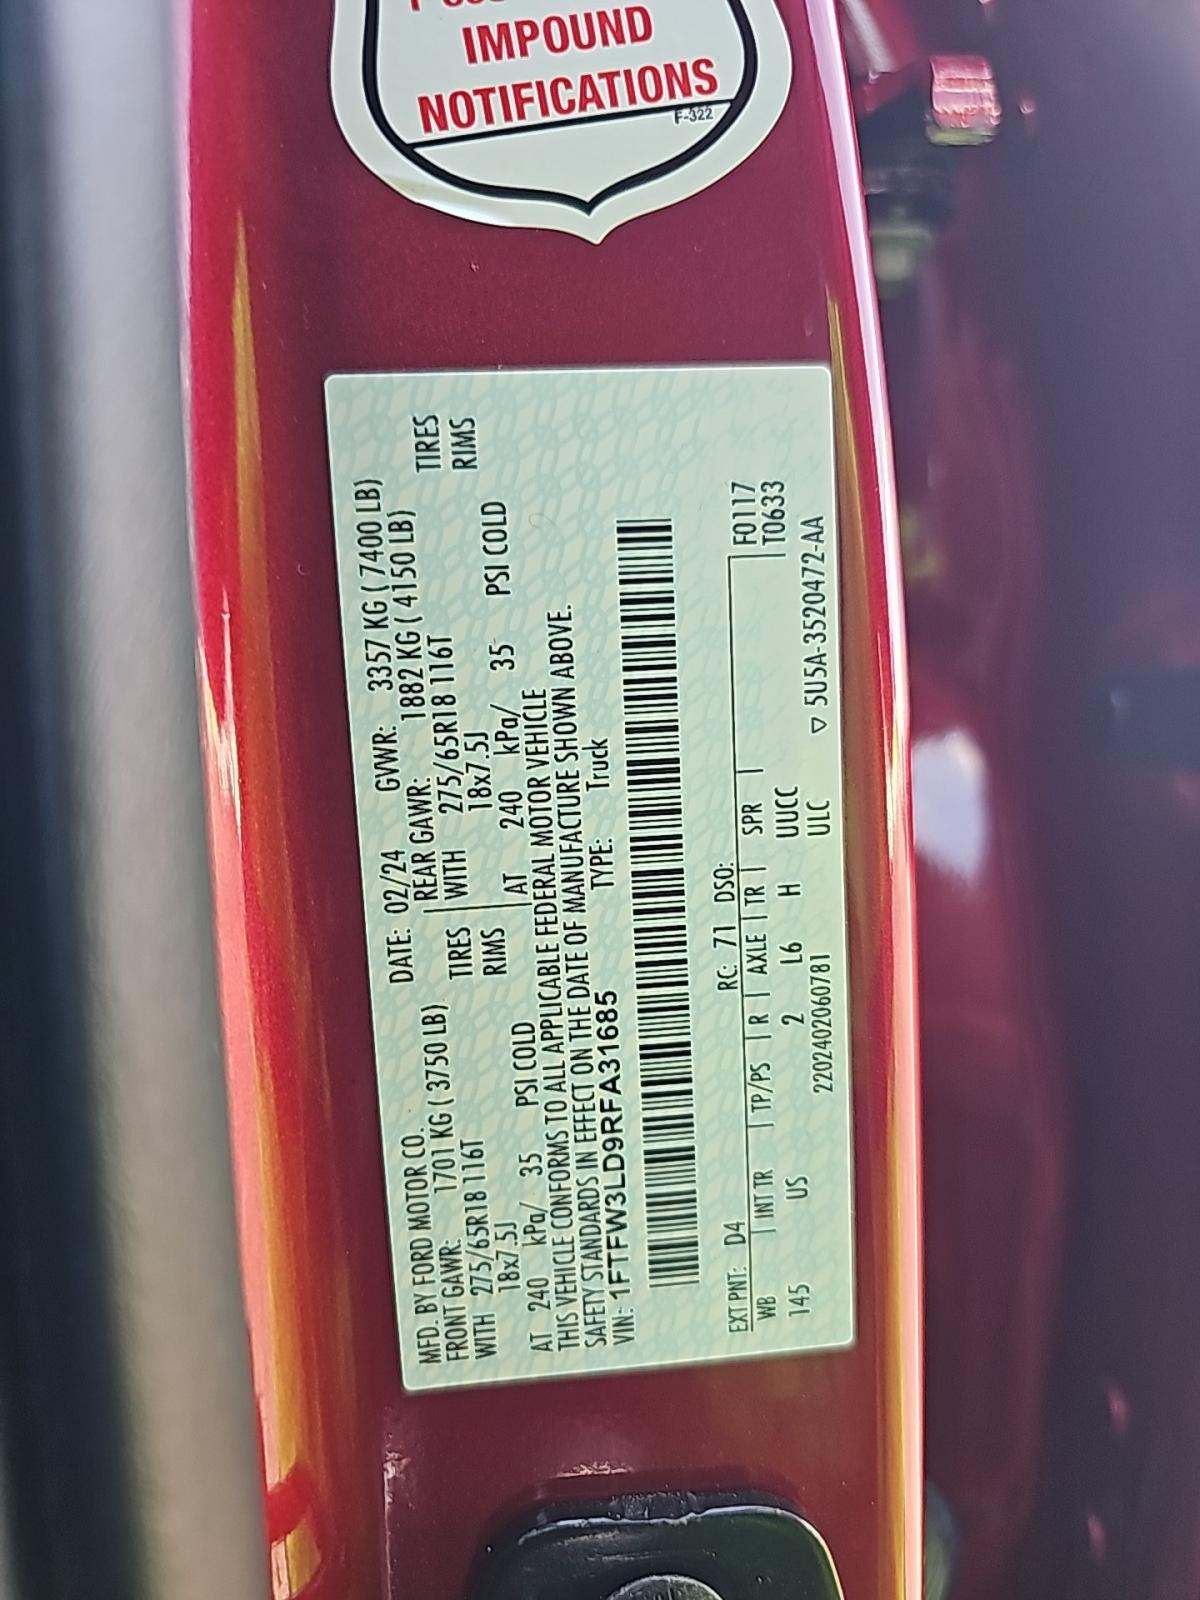 IMPOUND
NOTIFICATIONS
F-322
MFD. BY FORD MOTOR CO. DATE: 02/24 GVWR: 3357 KG ( 7400 LB)
FRONT GAWR: 1701 KG ( 3750 LB) REAR GAWR: 1882 KG ( 4150 LB)
WITH 275/65R18 116T TIRES WITH 275/65R18 116T TIRES
18x7.5J RIMS 18x7.5J RIMS
AT 240 kPa/ 35 PSI COLD AT 240 kPa/ 35 PSI COLD
THIS VEHICLE CONFORMS TO ALL APPLICABLE FEDERAL MOTOR VEHICLE
SAFETY STANDARDS IN EFFECT ON THE DATE OF MANUFACTURE SHOWN ABOVE.
VIN: 1FTFW3LD9RFA31685 TYPE: Truck
EXT PNT: D4 RC: 71 DSO: F0117
WB INT TR TP/PS R AXLE TR SPR T0633
145 US 2 L6 H UUCC
2202402060781 ULC ▽ 5U5A-3520472-AA